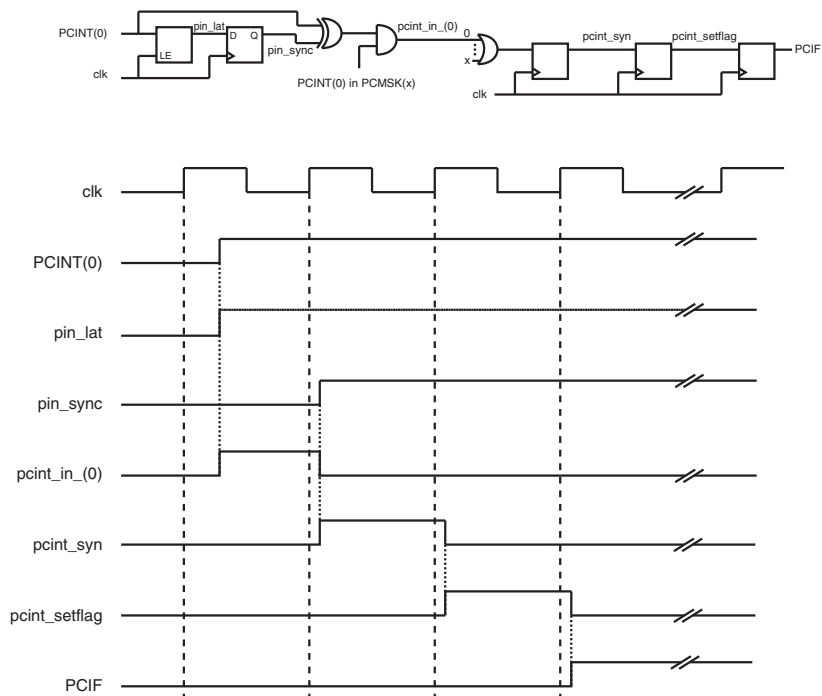 PCINT(0)
pin_lat
D Q
LE
pin_sync
clk
PCINT(0) in PCMSK(x)
pcint_in_(0)
0
x
pcint_syn
pcint_setflag
PCIF
clk
clk
PCINT(0)
pin_lat
pin_sync
pcint_in_(0)
pcint_syn
pcint_setflag
PCIF